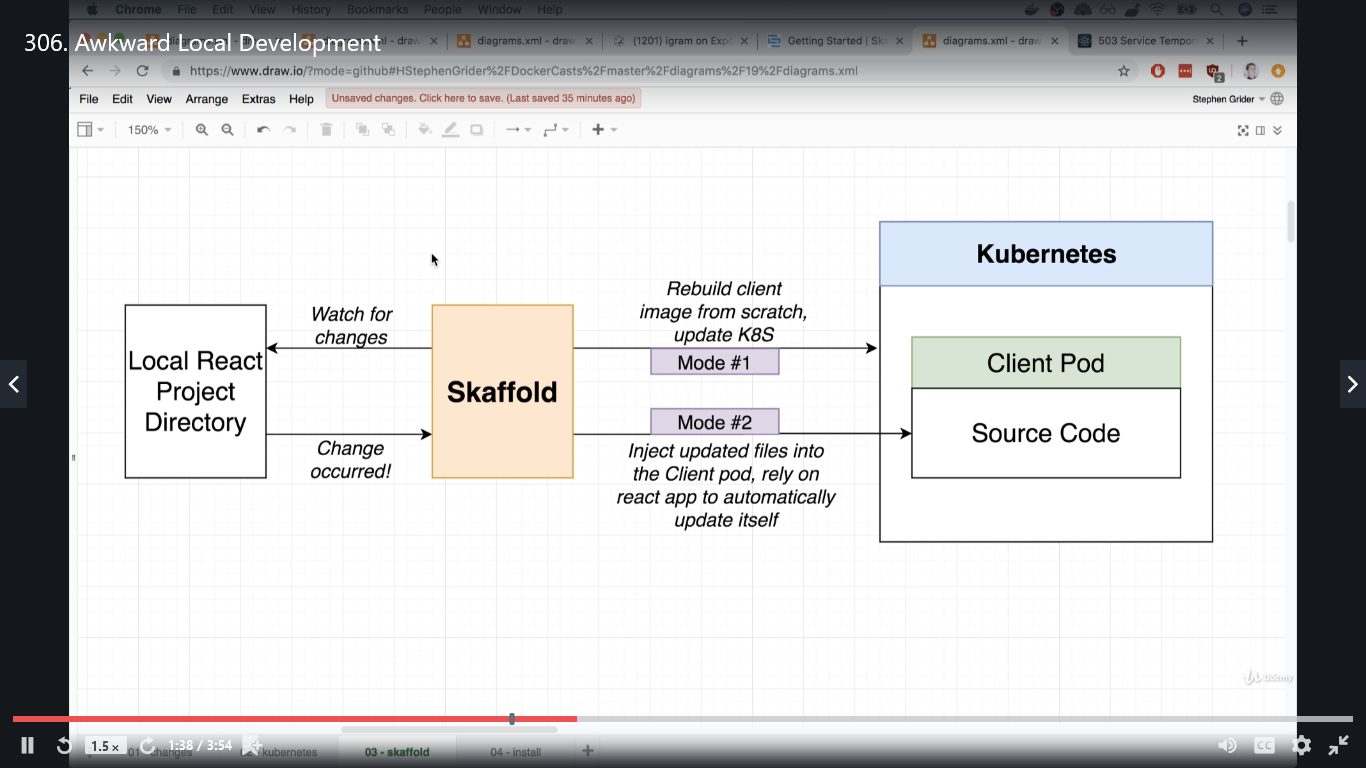 Chrome File Edit View History Bookmarks People Window Help
306. Awkward Local Development
diagrams.xml - draw
(1201) igram on Exp
Getting Started | Ska
diagrams.xml - draw
503 Service Tempor
https://www.draw.io/?mode=github#HStephenGrider%2FDockerCasts%2Fmaster%2Fdiagrams%2F19%2Fdiagrams.xml
2
File Edit View Arrange Extras Help Unsaved changes. Click here to save. (Last saved 35 minutes ago)
Stephen Grider
150%
Kubernetes
Rebuild client
image from scratch,
update K8S
Mode #1
Watch for
changes
Local React
Project
Directory
Skaffold
Client Pod
Source Code
Mode #2
Change
occurred!
Inject updated files into
the Client pod, rely on
react app to automatically
update itself
Udemy
1.5 x
1:38 / 3:54
01 - changes
kubernetes
03 - skaffold
04 - install
CC